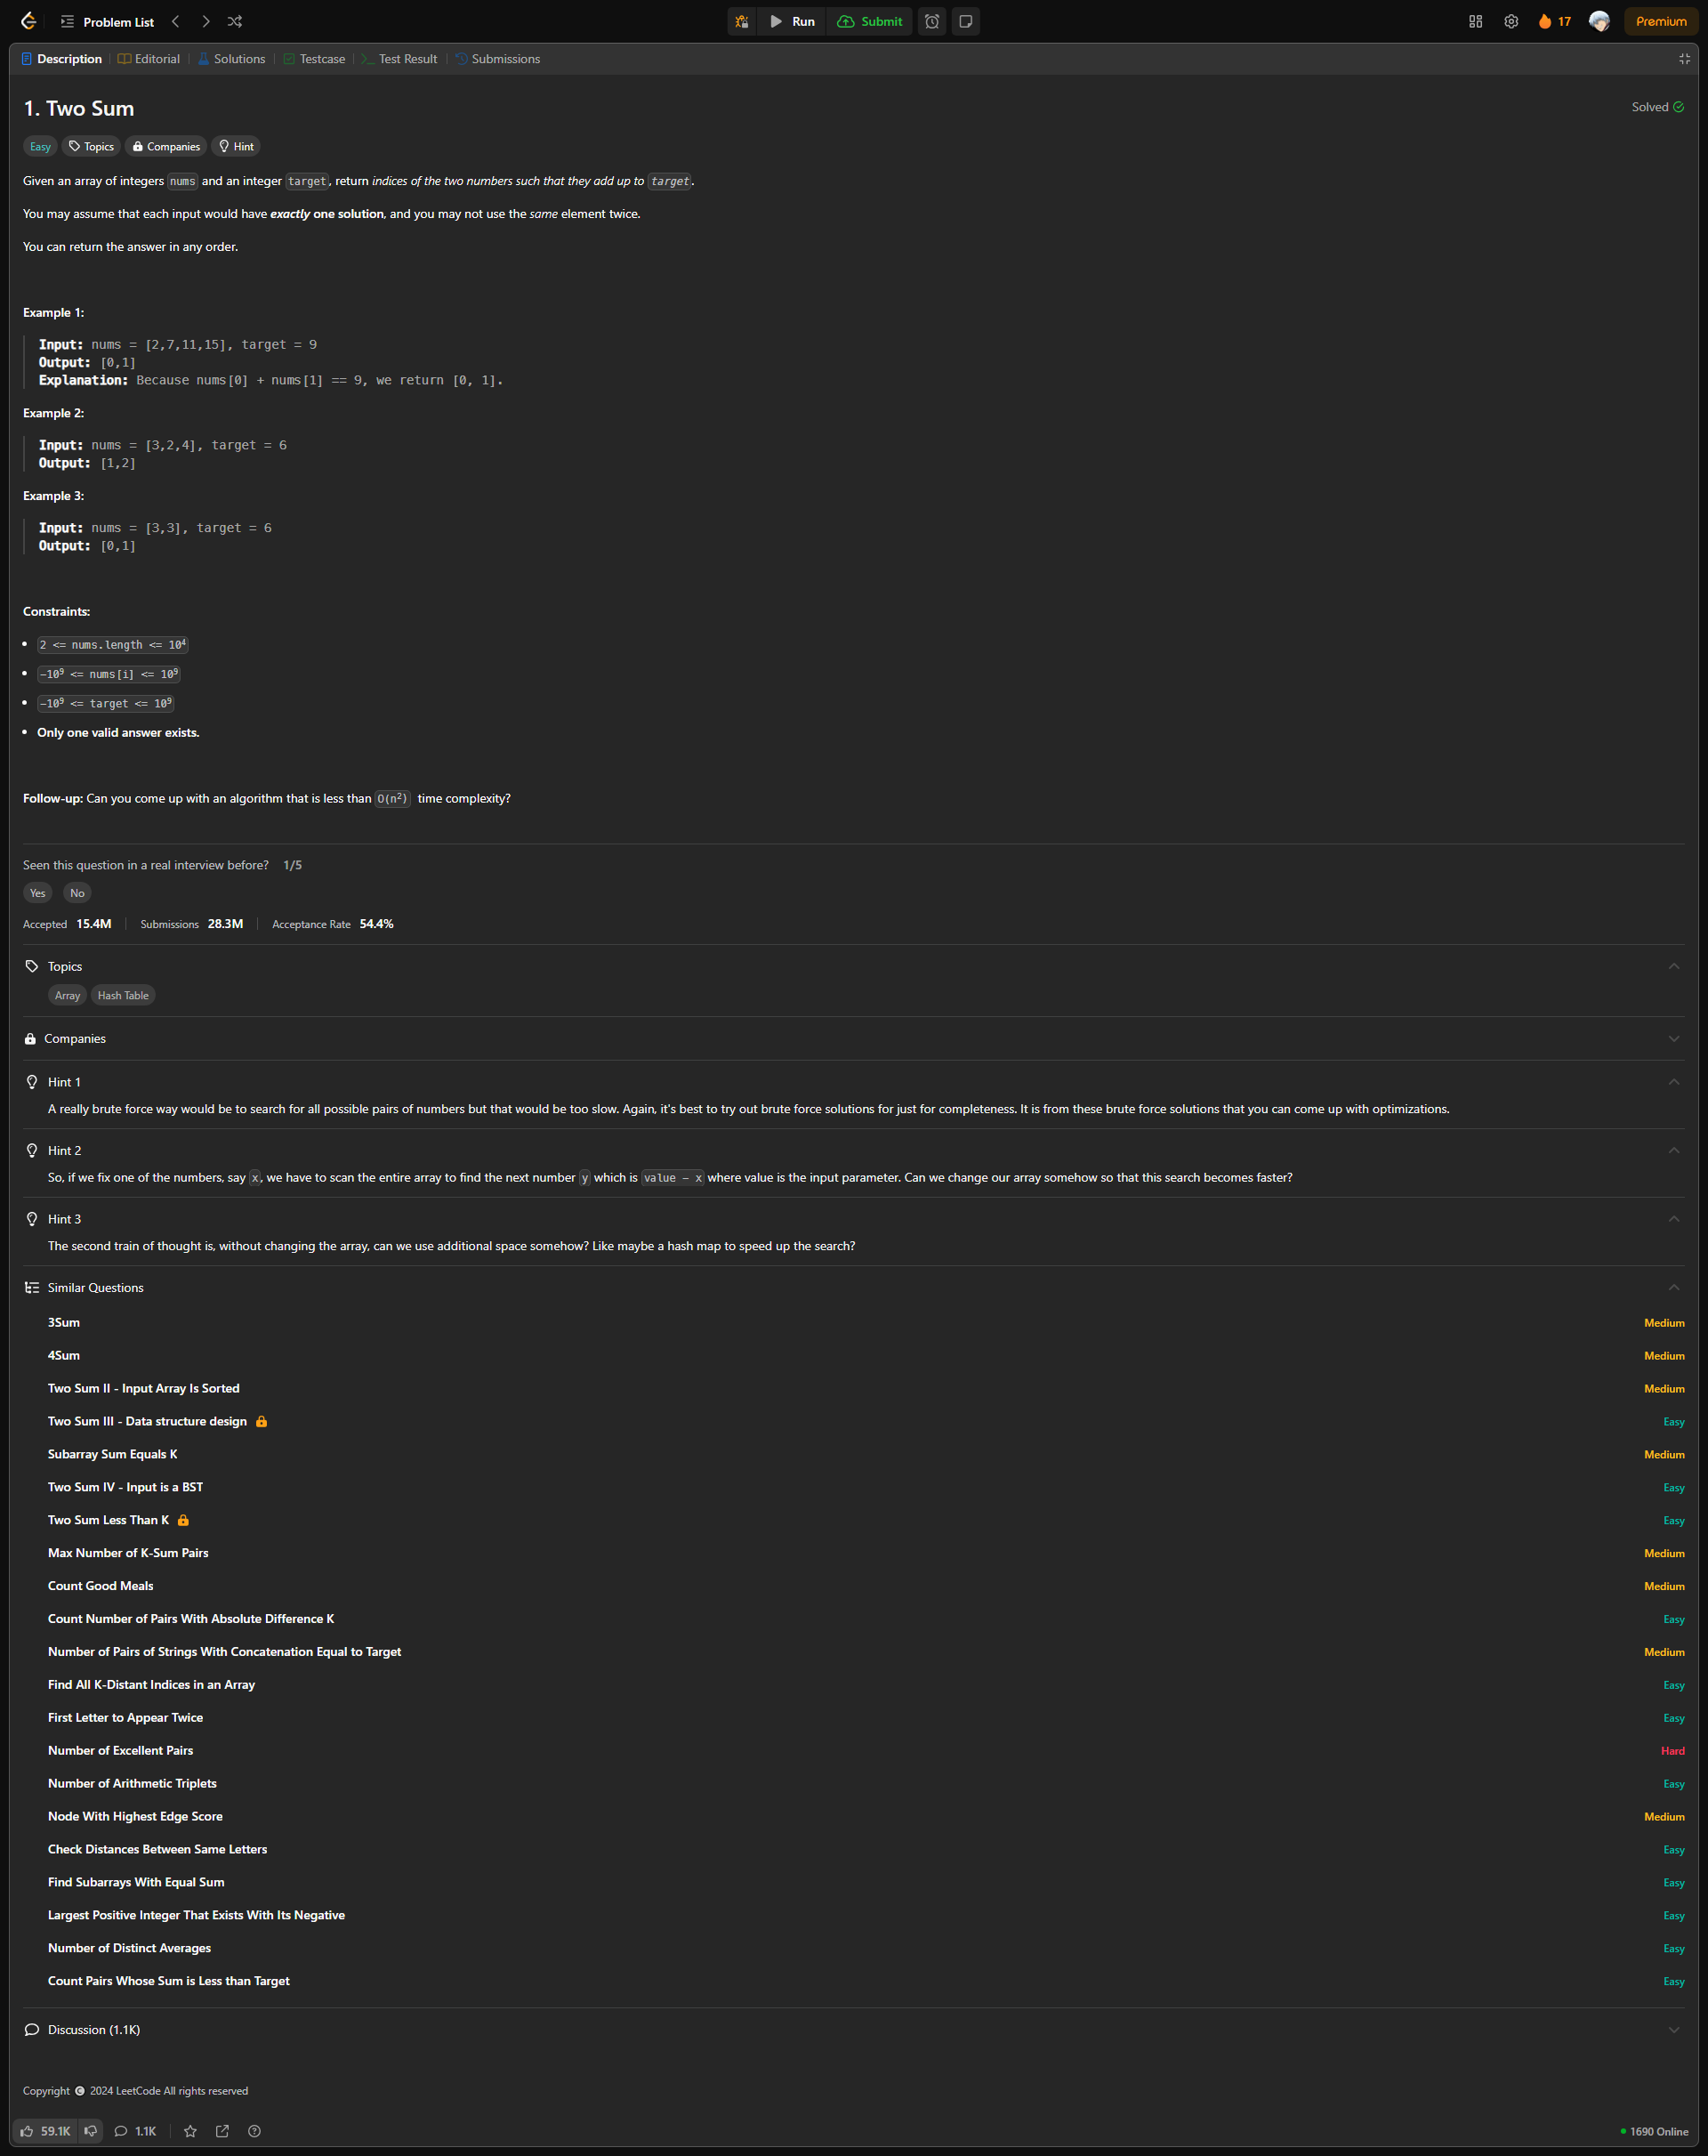 Problem List
Run
Submit
17
Premium
Description
Editorial
Solutions
Testcase
Test Result
Submissions
1. Two Sum
Solved
Easy
Topics
Companies
Hint
Given an array of integers nums and an integer target, return indices of the two numbers such that they add up to target.
You may assume that each input would have exactly one solution, and you may not use the same element twice.
You can return the answer in any order.
Example 1:
Input: nums = [2,7,11,15], target = 9
Output: [0,1]
Explanation: Because nums[0] + nums[1] == 9, we return [0, 1].
Example 2:
Input: nums = [3,2,4], target = 6
Output: [1,2]
Example 3:
Input: nums = [3,3], target = 6
Output: [0,1]
Constraints:
• 2 <= nums.length <= 10⁴
• -10⁹ <= nums[i] <= 10⁹
• -10⁹ <= target <= 10⁹
• Only one valid answer exists.
Follow-up: Can you come up with an algorithm that is less than O(n²) time complexity?
Seen this question in a real interview before? 1/5
Yes
No
Accepted 15.4M
Submissions 28.3M
Acceptance Rate 54.4%
Topics
Array
Hash Table
Companies
Hint 1
A really brute force way would be to search for all possible pairs of numbers but that would be too slow. Again, it's best to try out brute force solutions for just for completeness. It is from these brute force solutions that you can come up with optimizations.
Hint 2
So, if we fix one of the numbers, say x, we have to scan the entire array to find the next number y which is value - x where value is the input parameter. Can we change our array somehow so that this search becomes faster?
Hint 3
The second train of thought is, without changing the array, can we use additional space somehow? Like maybe a hash map to speed up the search?
Similar Questions
3Sum Medium
4Sum Medium
Two Sum II - Input Array Is Sorted Medium
Two Sum III - Data structure design Easy
Subarray Sum Equals K Medium
Two Sum IV - Input is a BST Easy
Two Sum Less Than K Easy
Max Number of K-Sum Pairs Medium
Count Good Meals Medium
Count Number of Pairs With Absolute Difference K Easy
Number of Pairs of Strings With Concatenation Equal to Target Medium
Find All K-Distant Indices in an Array Easy
First Letter to Appear Twice Easy
Number of Excellent Pairs Hard
Number of Arithmetic Triplets Easy
Node With Highest Edge Score Medium
Check Distances Between Same Letters Easy
Find Subarrays With Equal Sum Easy
Largest Positive Integer That Exists With Its Negative Easy
Number of Distinct Averages Easy
Count Pairs Whose Sum is Less than Target Easy
Discussion (1.1K)
Copyright © 2024 LeetCode All rights reserved
59.1K
1.1K
1690 Online